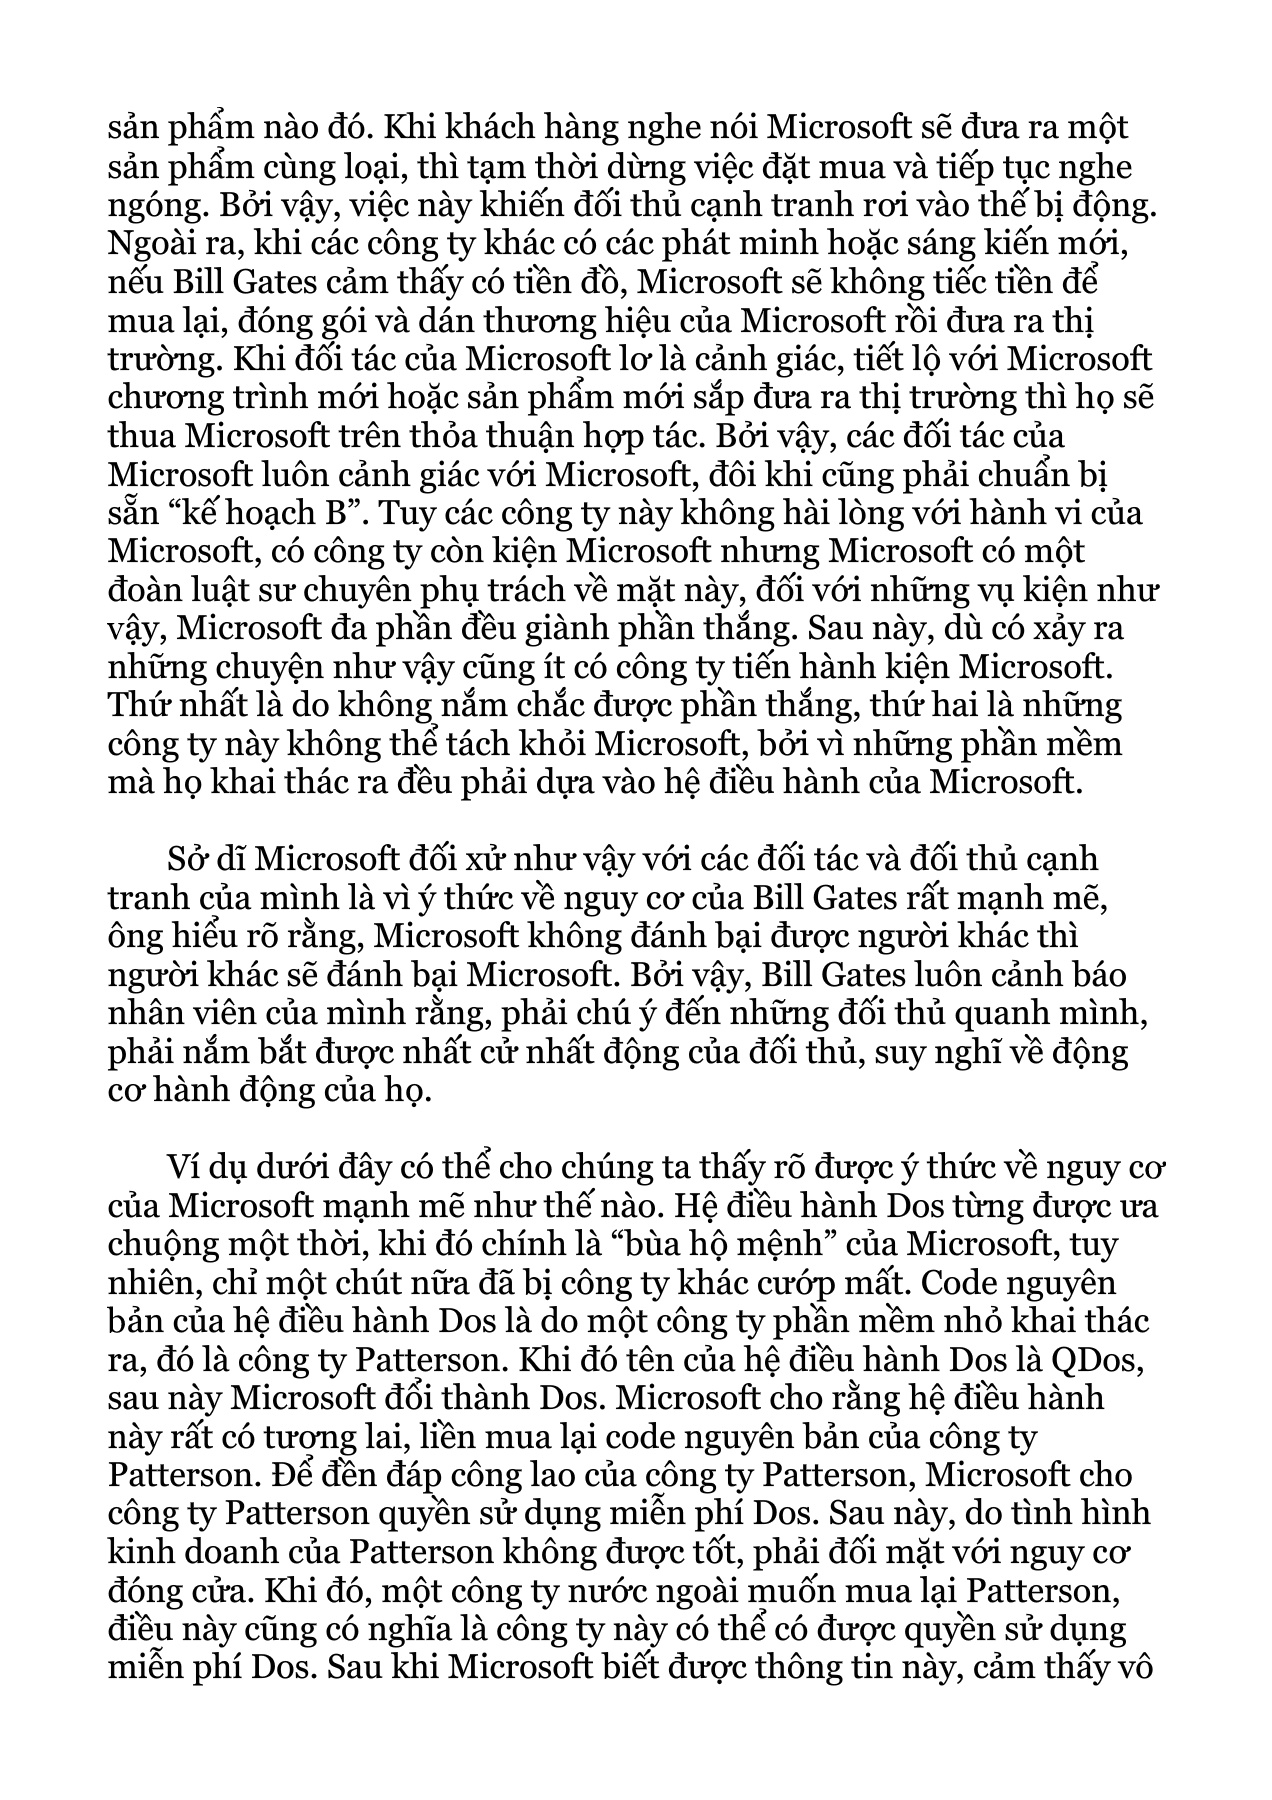 sản phẩm nào đó. Khi khách hàng nghe nói Microsoft sẽ đưa ra một
sản phẩm cùng loại, thì tạm thời dừng việc đặt mua và tiếp tục nghe
ngóng. Bởi vậy, việc này khiến đối thủ cạnh tranh rơi vào thế bị động.
Ngoài ra, khi các công ty khác có các phát minh hoặc sáng kiến mới,
nếu Bill Gates cảm thấy có tiền đồ, Microsoft sẽ không tiếc tiền để
mua lại, đóng gói và dán thương hiệu của Microsoft rồi đưa ra thị
trường. Khi đối tác của Microsoft lơ là cảnh giác, tiết lộ với Microsoft
chương trình mới hoặc sản phẩm mới sắp đưa ra thị trường thì họ sẽ
thua Microsoft trên thỏa thuận hợp tác. Bởi vậy, các đối tác của
Microsoft luôn cảnh giác với Microsoft, đôi khi cũng phải chuẩn bị
sẵn “kế hoạch B”. Tuy các công ty này không hài lòng với hành vi của
Microsoft, có công ty còn kiện Microsoft nhưng Microsoft có một
đoàn luật sư chuyên phụ trách về mặt này, đối với những vụ kiện như
vậy, Microsoft đa phần đều giành phần thắng. Sau này, dù có xảy ra
những chuyện như vậy cũng ít có công ty tiến hành kiện Microsoft.
Thứ nhất là do không nắm chắc được phần thắng, thứ hai là những
công ty này không thể tách khỏi Microsoft, bởi vì những phần mềm
mà họ khai thác ra đều phải dựa vào hệ điều hành của Microsoft.
Sở dĩ Microsoft đối xử như vậy với các đối tác và đối thủ cạnh
tranh của mình là vì ý thức về nguy cơ của Bill Gates rất mạnh mẽ,
ông hiểu rõ rằng, Microsoft không đánh bại được người khác thì
người khác sẽ đánh bại Microsoft. Bởi vậy, Bill Gates luôn cảnh báo
nhân viên của mình rằng, phải chú ý đến những đối thủ quanh mình,
phải nắm bắt được nhất cử nhất động của đối thủ, suy nghĩ về động
cơ hành động của họ.
Ví dụ dưới đây có thể cho chúng ta thấy rõ được ý thức về nguy cơ
của Microsoft mạnh mẽ như thế nào. Hệ điều hành Dos từng được ưa
chuộng một thời, khi đó chính là “bùa hộ mệnh” của Microsoft, tuy
nhiên, chỉ một chút nữa đã bị công ty khác cướp mất. Code nguyên
bản của hệ điều hành Dos là do một công ty phần mềm nhỏ khai thác
ra, đó là công ty Patterson. Khi đó tên của hệ điều hành Dos là QDos,
sau này Microsoft đổi thành Dos. Microsoft cho rằng hệ điều hành
này rất có tương lai, liền mua lại code nguyên bản của công ty
Patterson. Để đền đáp công lao của công ty Patterson, Microsoft cho
công ty Patterson quyền sử dụng miễn phí Dos. Sau này, do tình hình
kinh doanh của Patterson không được tốt, phải đối mặt với nguy cơ
đóng cửa. Khi đó, một công ty nước ngoài muốn mua lại Patterson,
điều này cũng có nghĩa là công ty này có thể có được quyền sử dụng
miễn phí Dos. Sau khi Microsoft biết được thông tin này, cảm thấy vô